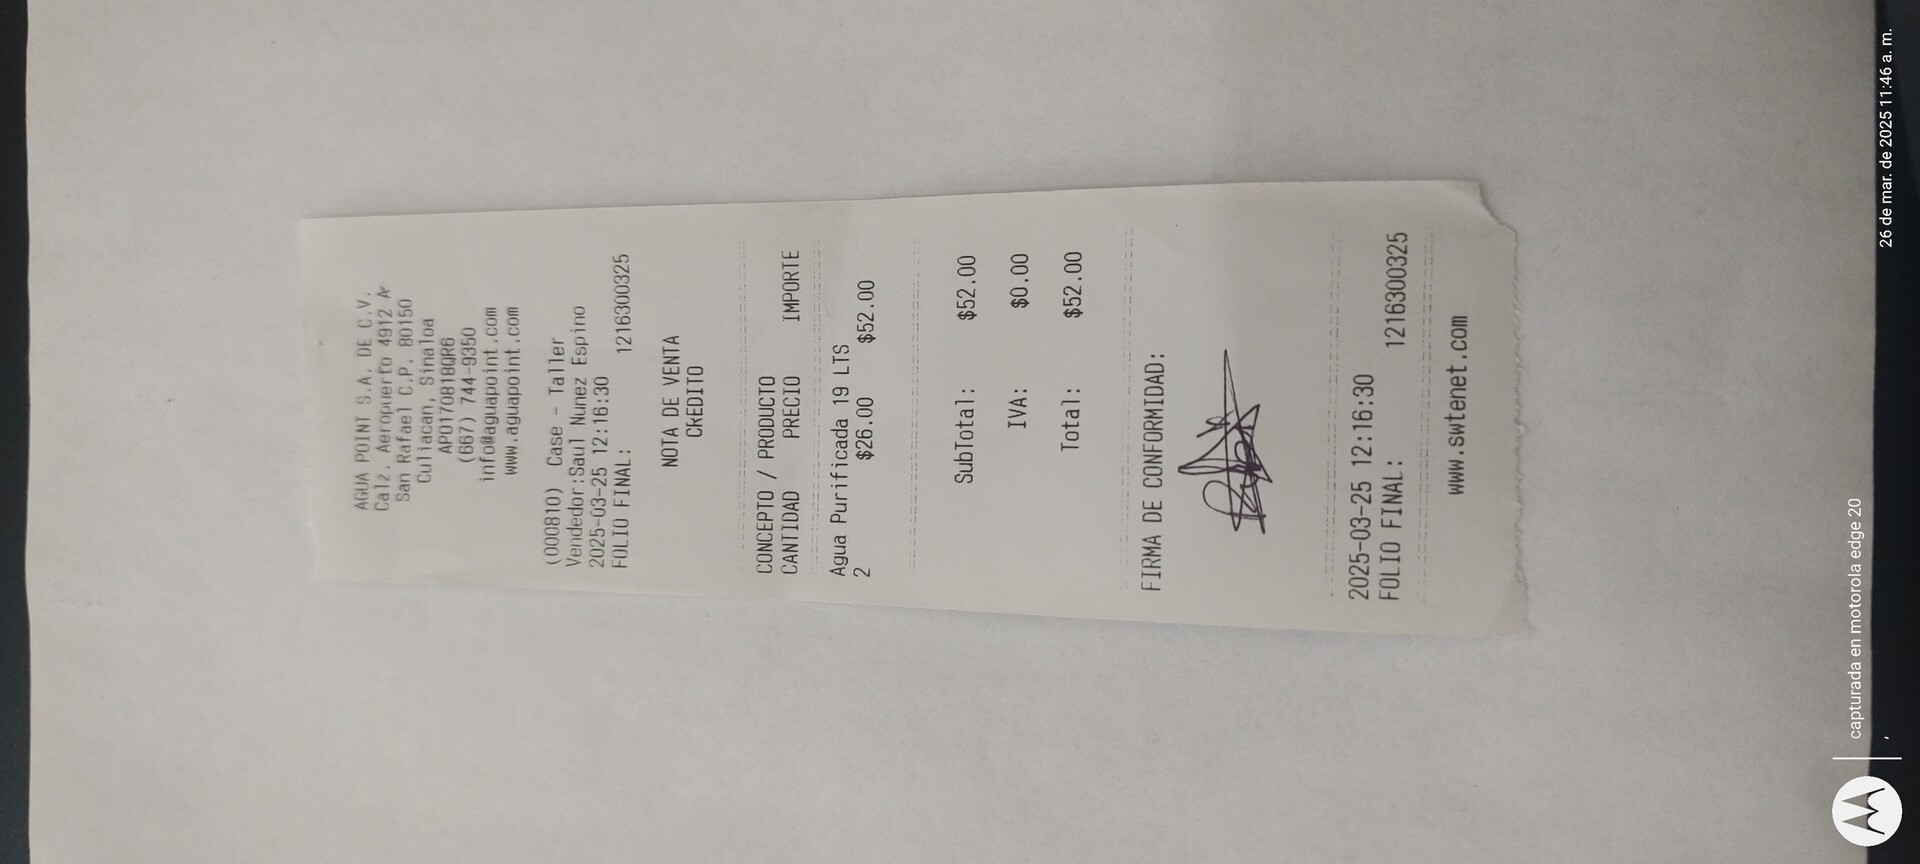 AGUA POINT S.A. DE C.V.
Calz. Aeropuerto 4912 A
San Rafael C.P. 80150
Culiacan, Sinaloa
APO170818QR6
(667) 744-9350
info@aguapoint.com
www.aguapoint.com
(000810) Case - Taller
Vendedor:Saul Nunez Espino
2025-03-25 12:16:30
FOLIO FINAL: 1216300325
NOTA DE VENTA
CREDITO
CONCEPTO / PRODUCTO
CANTIDAD PRECIO IMPORTE
Agua Purificada 19 LTS
2 $26.00 $52.00
SubTotal: $52.00
IVA: $0.00
Total: $52.00
FIRMA DE CONFORMIDAD:
2025-03-25 12:16:30
FOLIO FINAL: 1216300325
www.swtenet.com
capturada en motorola edge 20
26 de mar. de 2025 11:46 a. m.